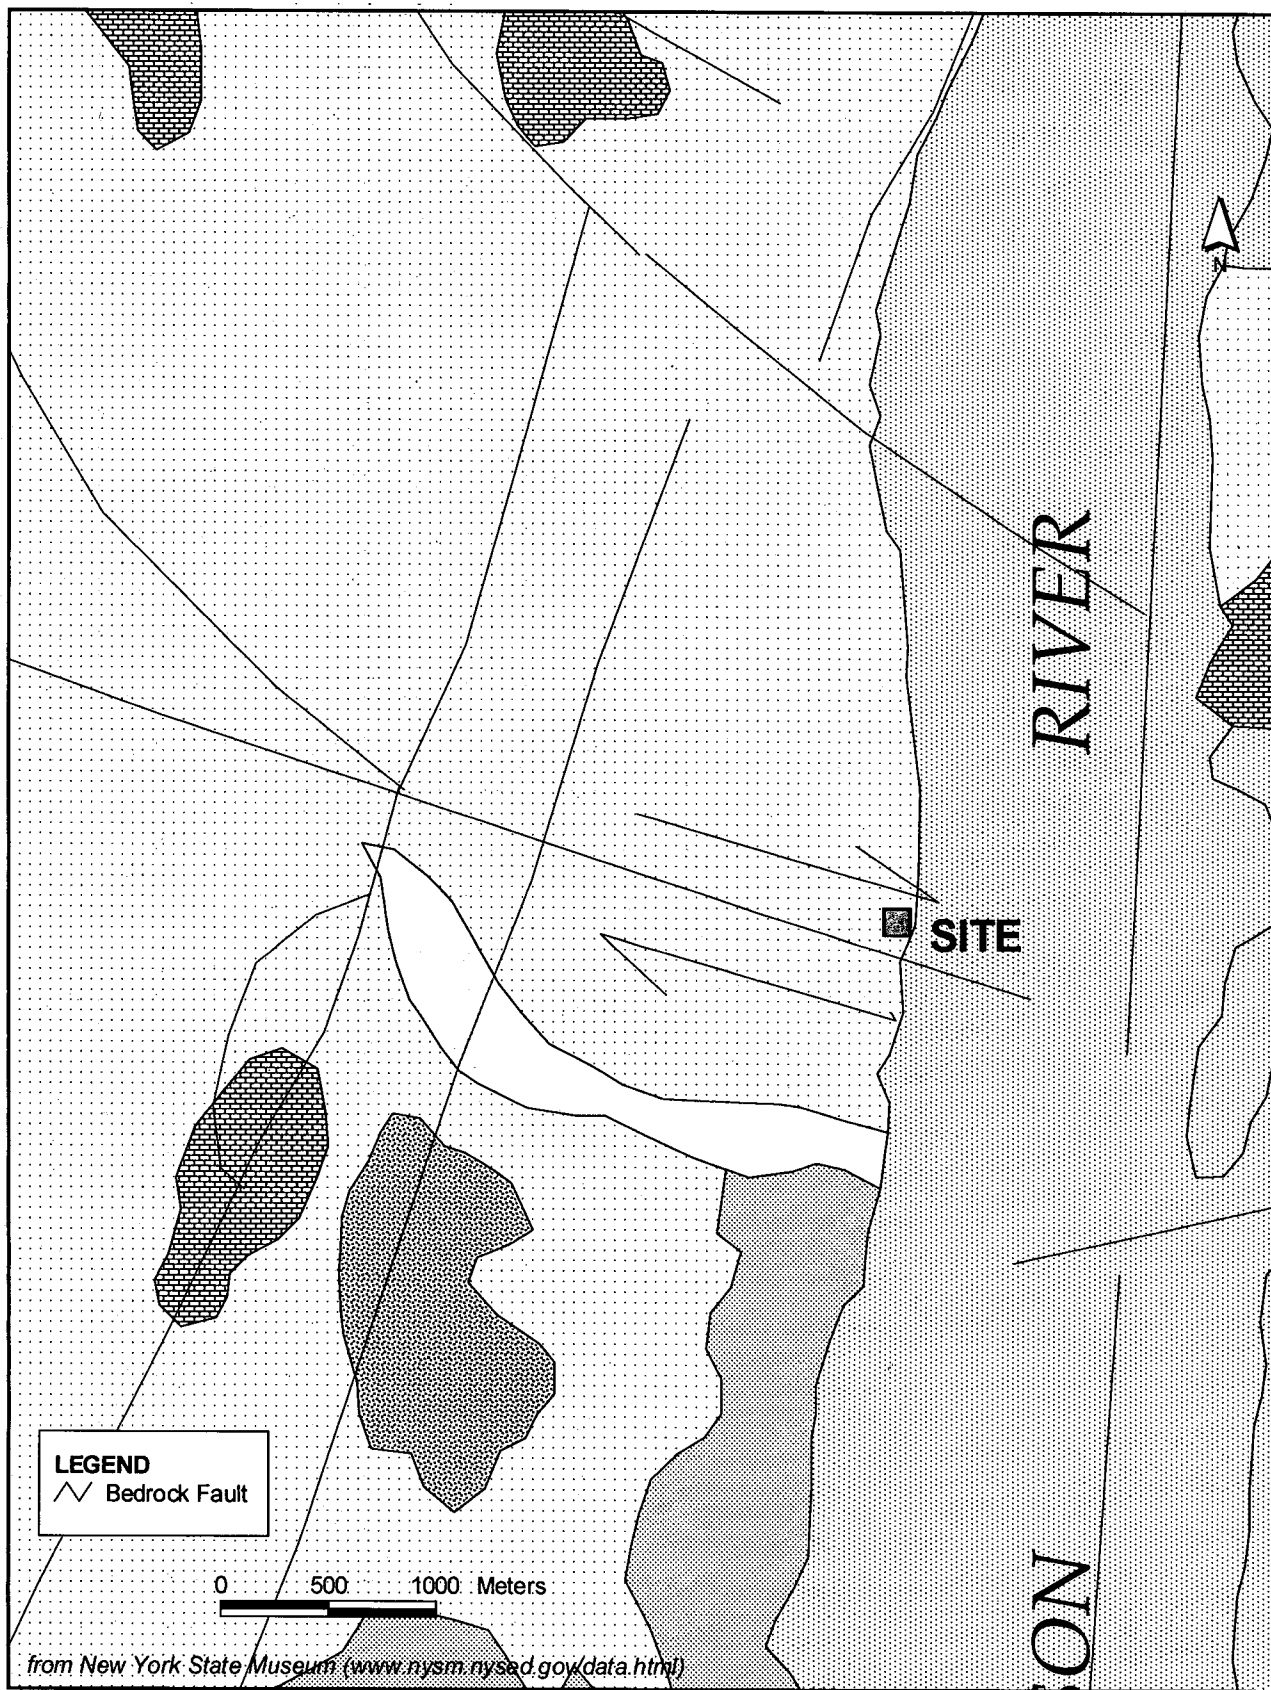 N
RIVER
SITE
LEGEND
Bedrock Fault
0 500 1000 Meters
SON
from New York State Museum (www.nysm.nysed.gov/data.html)